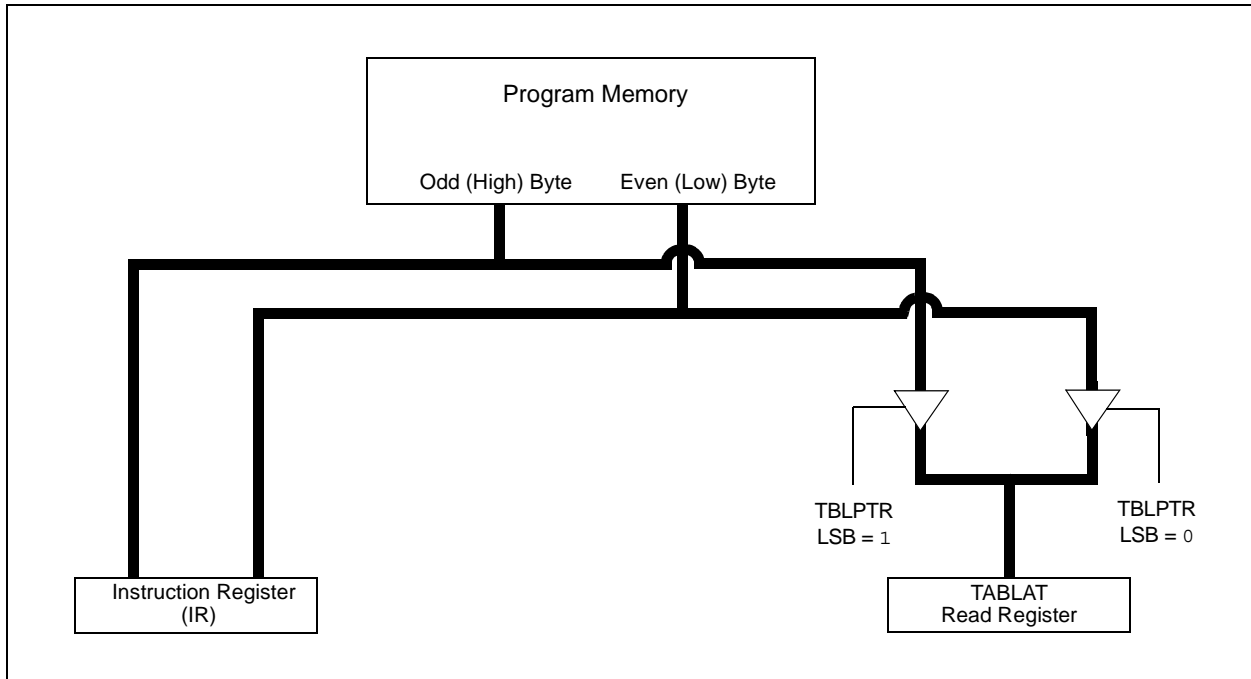 Program Memory
Odd (High) Byte
Even (Low) Byte
TBLPTR
LSB = 1
TBLPTR
LSB = 0
Instruction Register
(IR)
TABLAT
Read Register